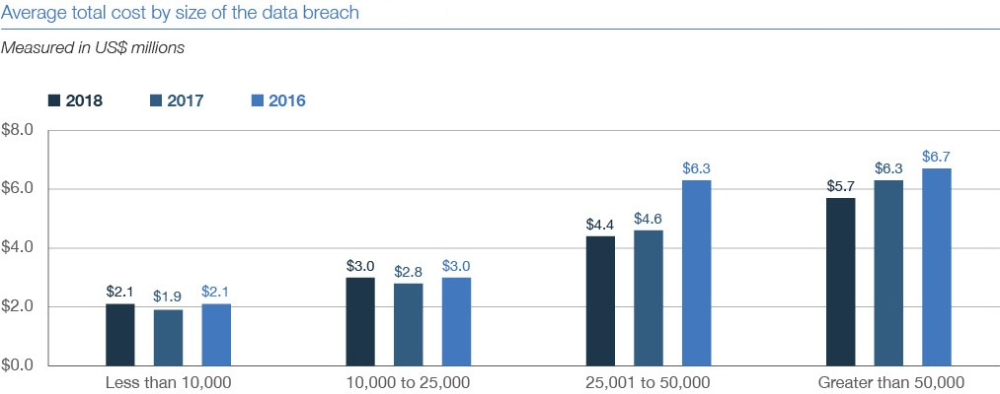 Average total cost by size of the data breach
Measured in US$ millions
2018 2017 2016
$8.0
$6.0
$4.0
$2.0
$0.0
$2.1 $1.9 $2.1
$3.0 $2.8 $3.0
$4.4 $4.6 $6.3
$5.7 $6.3 $6.7
Less than 10,000 10,000 to 25,000 25,001 to 50,000 Greater than 50,000